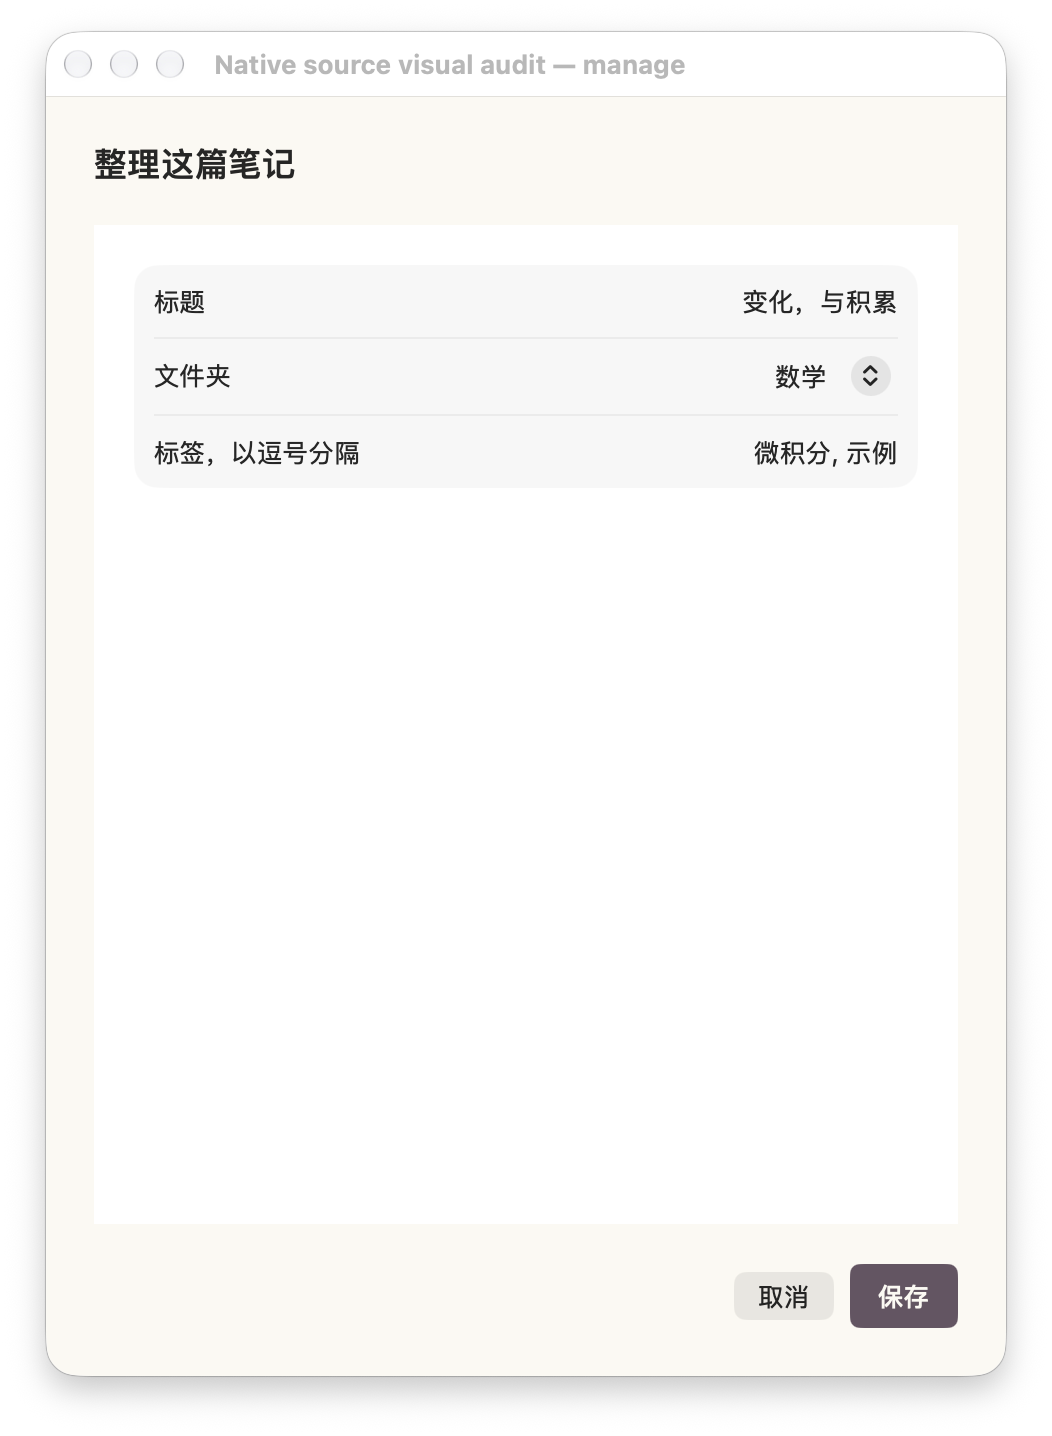 Native source visual audit — manage
整理这篇笔记
标题 变化，与积累
文件夹 数学
标签，以逗号分隔 微积分, 示例
取消 保存